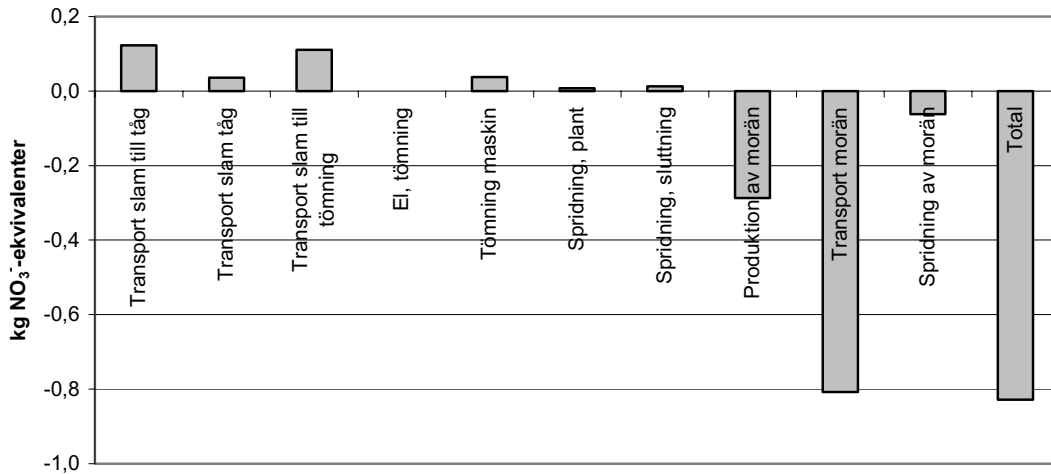 0,2
0,0
-0,2
-0,4
-0,6
-0,8
-1,0
kg NO₃⁻-ekvivalenter
Transport slam till tåg
Transport slam tåg
Transport slam till
tömning
El, tömning
Tömning maskin
Spridning, plant
Spridning, sluttning
Produktion av morän
Transport morän
Spridning av morän
Total